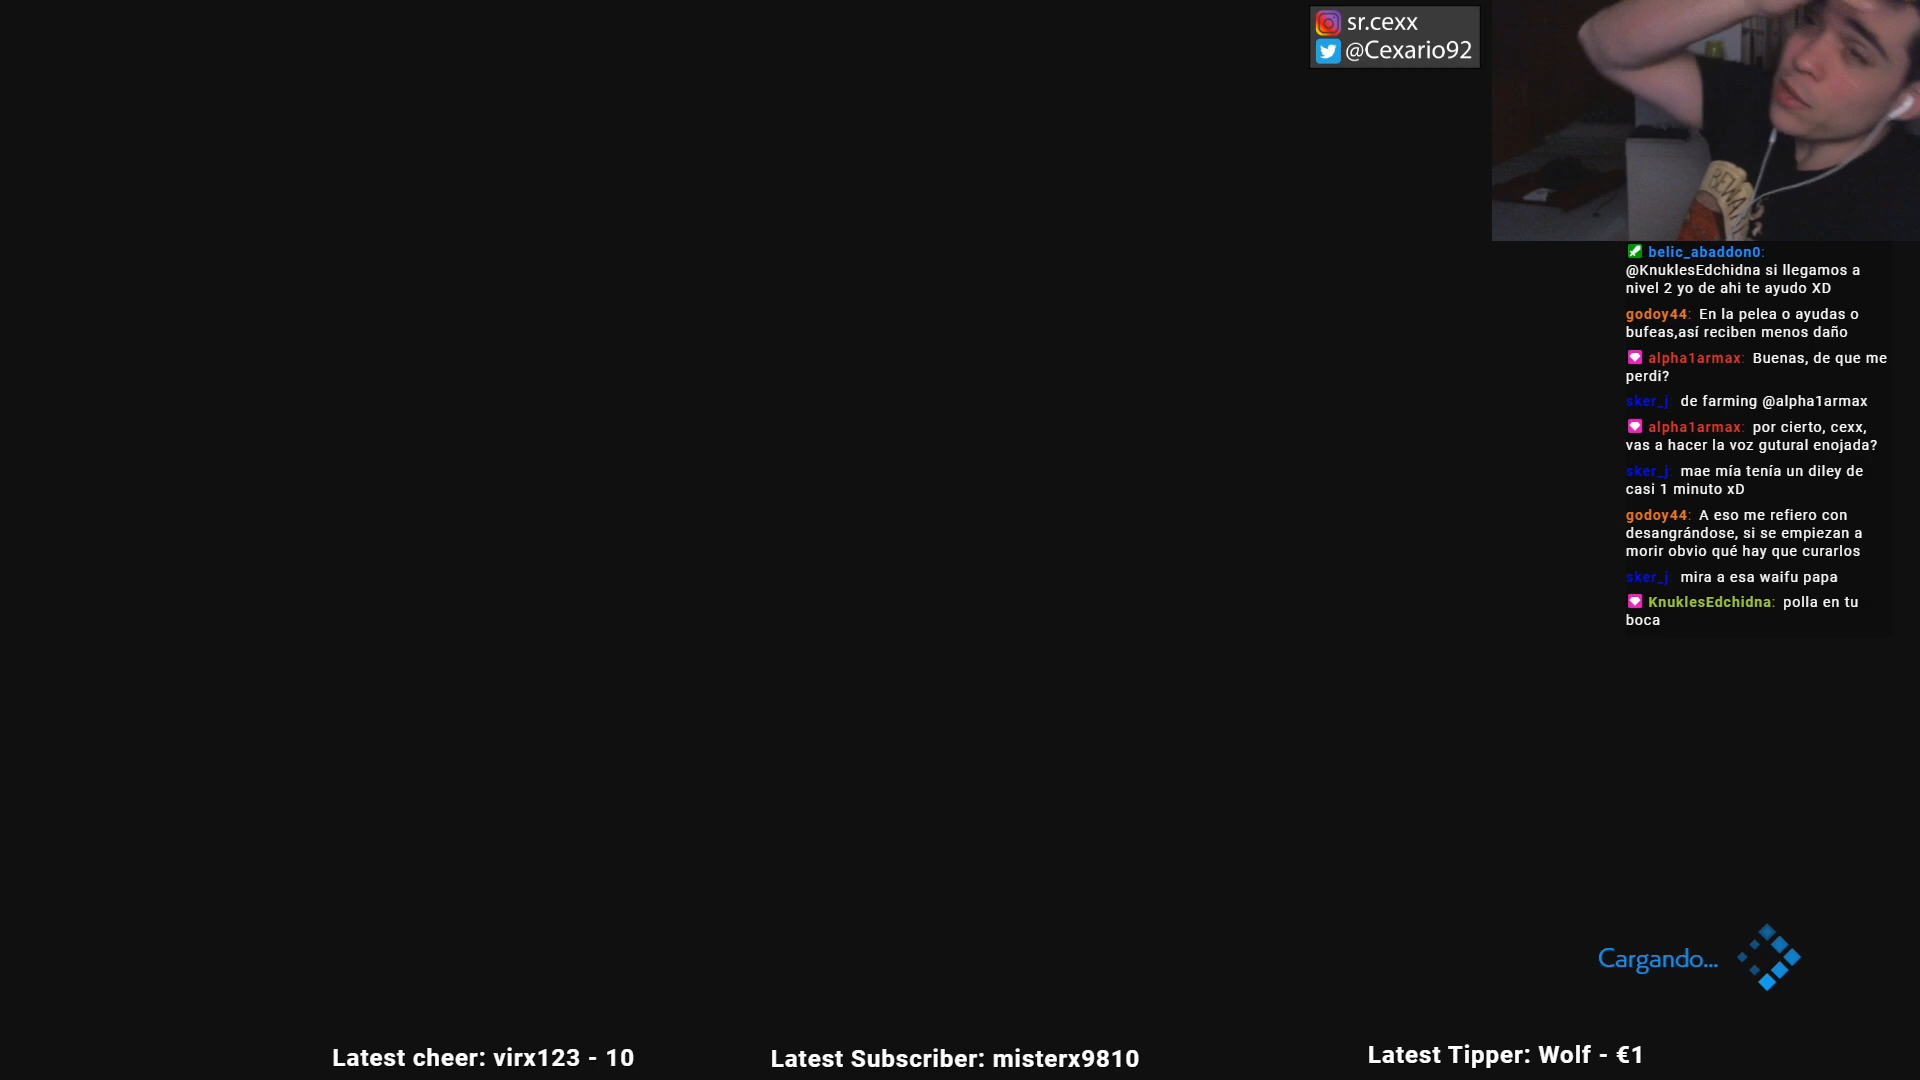 sr.cexx
@Cexario92
BEWA
belic_abaddon0:
@KnuklesEdchidna si llegamos a
nivel 2 yo de ahi te ayudo XD
godoy44: En la pelea o ayudas o
bufeas,así reciben menos daño
alpha1armax: Buenas, de que me
perdi?
sker_j: de farming @alpha1armax
alpha1armax: por cierto, cexx,
vas a hacer la voz gutural enojada?
sker_j: mae mía tenía un diley de
casi 1 minuto xD
godoy44: A eso me refiero con
desangrándose, si se empiezan a
morir obvio qué hay que curarlos
sker_j: mira a esa waifu papa
KnuklesEdchidna: polla en tu
boca
Cargando...
Latest cheer: virx123 - 10
Latest Subscriber: misterx9810
Latest Tipper: Wolf - €1